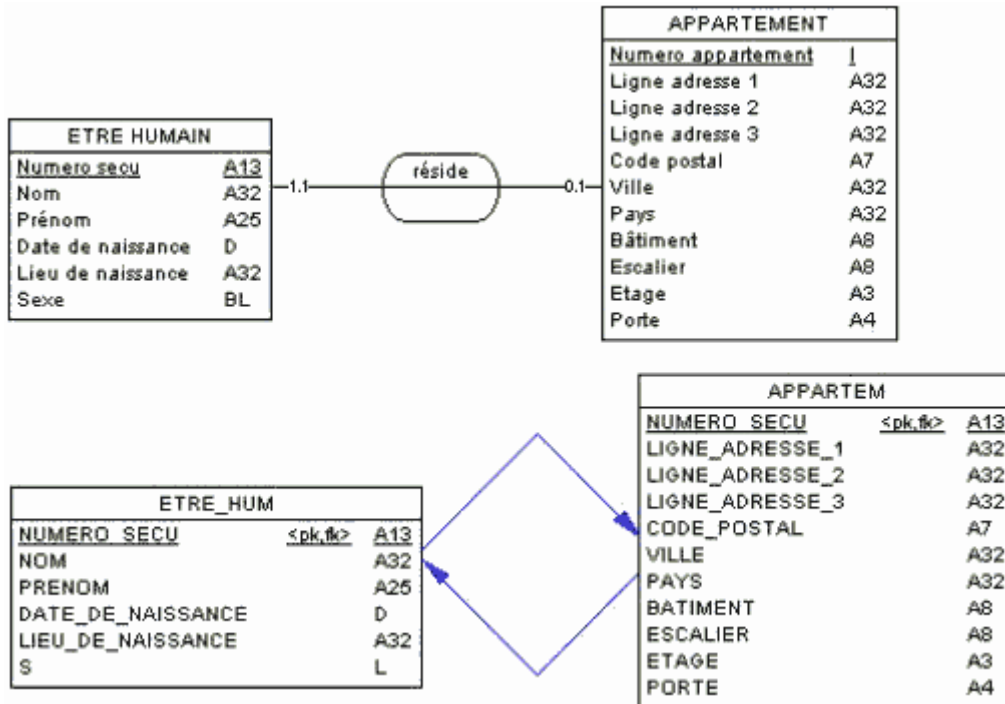 APPARTEMENT
Numero appartement I
Ligne adresse 1 A32
Ligne adresse 2 A32
Ligne adresse 3 A32
Code postal A7
Ville A32
Pays A32
Bâtiment A8
Escalier A8
Etage A3
Porte A4
ETRE HUMAIN
Numero secu A13
Nom A32
Prénom A25
Date de naissance D
Lieu de naissance A32
Sexe BL
1.1
réside
0.1
APPARTEM
NUMERO_SECU <pk,fk> A13
LIGNE_ADRESSE_1 A32
LIGNE_ADRESSE_2 A32
LIGNE_ADRESSE_3 A32
CODE_POSTAL A7
VILLE A32
PAYS A32
BATIMENT A8
ESCALIER A8
ETAGE A3
PORTE A4
ETRE_HUM
NUMERO_SECU <pk,fk> A13
NOM A32
PRENOM A25
DATE_DE_NAISSANCE D
LIEU_DE_NAISSANCE A32
S L